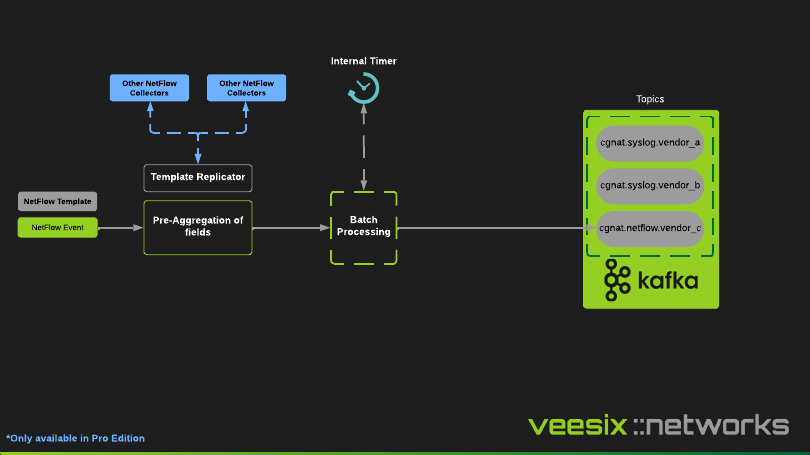 Internal Timer
Other NetFlow
Collectors
Other NetFlow
Collectors
Topics
cgnat.syslog.vendor_a
Template Replicator
cgnat.syslog.vendor_b
NetFlow Template
NetFlow Event
Pre-Aggregation of
fields
Batch
Processing
cgnat.netflow.vendor_c
kafka
veesix::networks
*Only available in Pro Edition